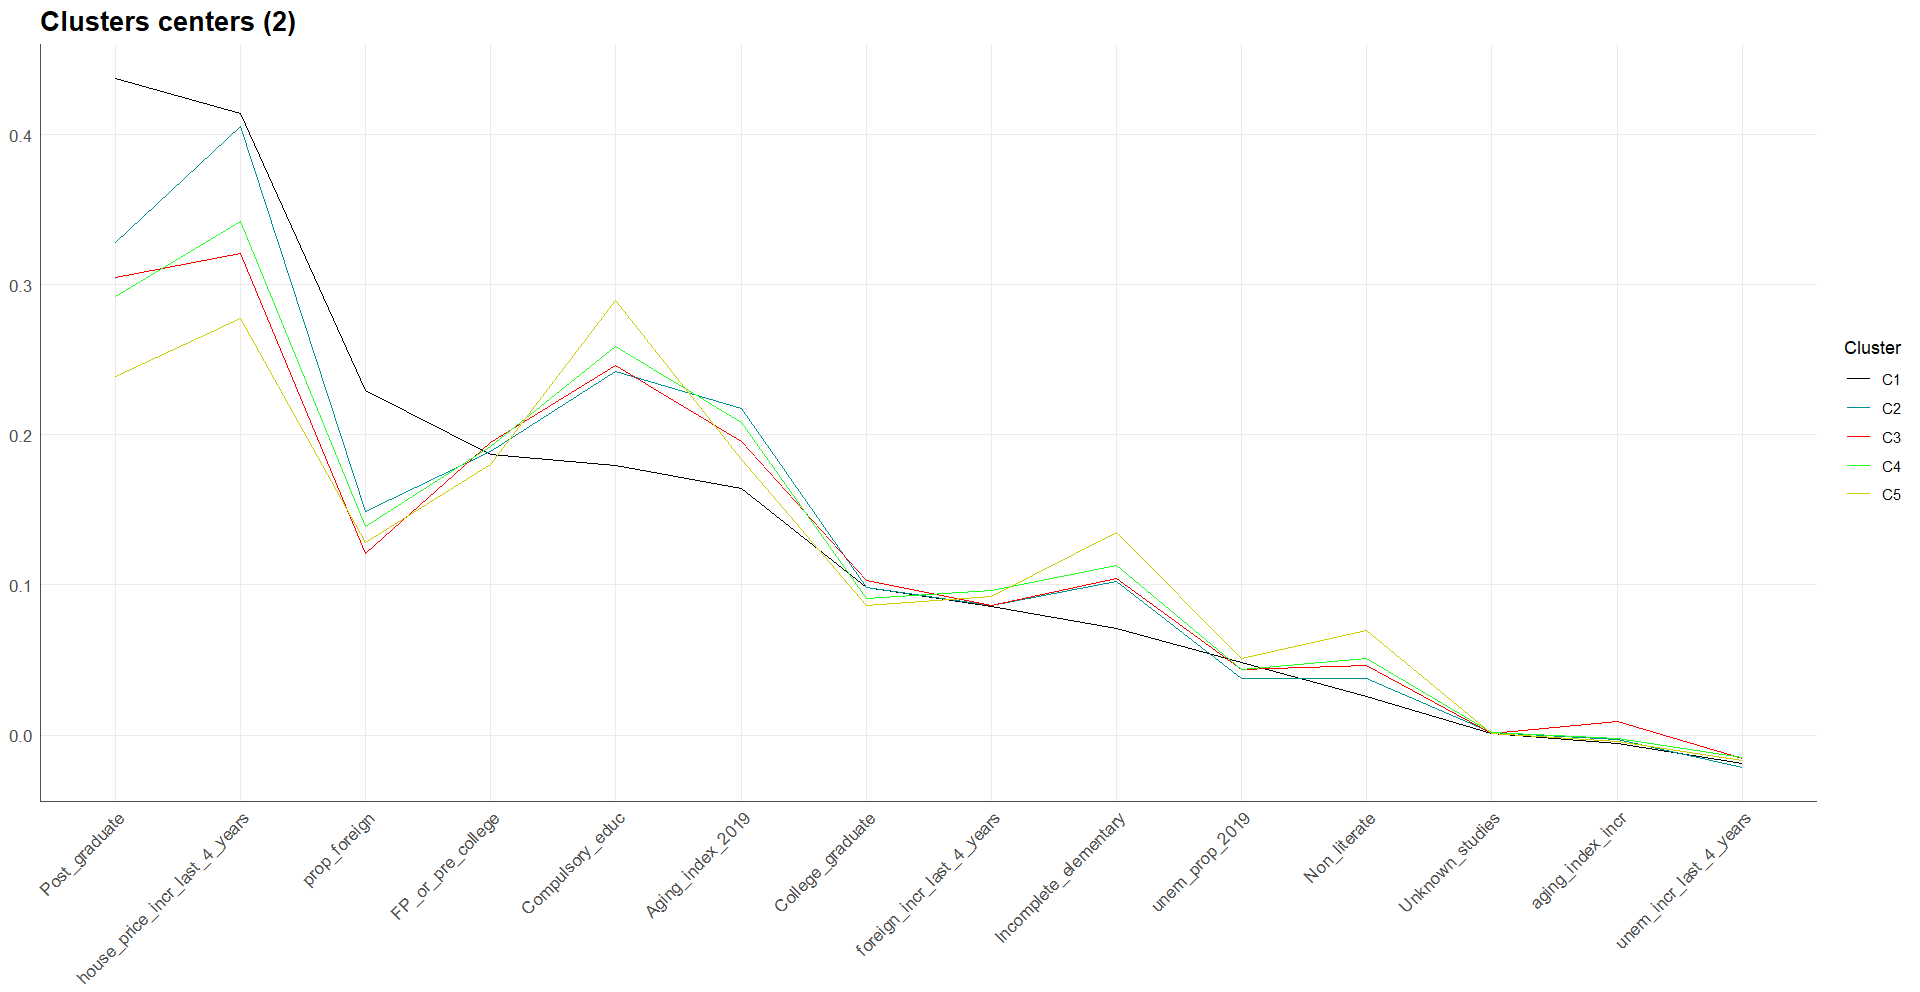 Clusters centers (2)
0.4
0.3
0.2
0.1
0.0
Post_graduate
house_price_incr_last_4_years
prop_foreign
FP_or_pre_college
Compulsory_educ
Aging_index_2019
College_graduate
foreign_incr_last_4_years
Incomplete_elementary
unem_prop_2019
Non_literate
Unknown_studies
aging_index_incr
unem_incr_last_4_years
Cluster
C1
C2
C3
C4
C5